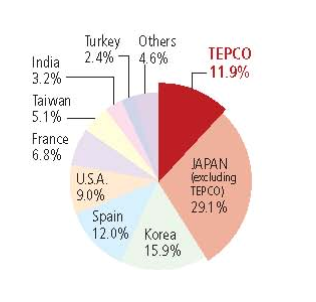 Turkey
2.4%
Others
4.6%
TEPCO
11.9%
India
3.2%
Taiwan
5.1%
France
6.8%
U.S.A.
9.0%
Spain
12.0%
Korea
15.9%
JAPAN
(excluding
TEPCO)
29.1%